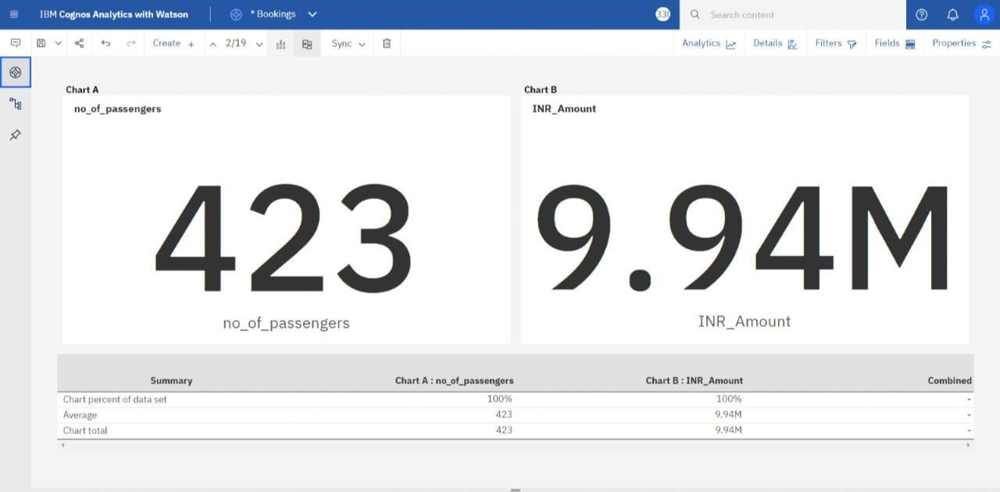 IBM Cognos Analytics with Watson
* Bookings
Search content
Create +
2/19
Sync
Analytics
Details
Filters
Fields
Properties
Chart A
no_of_passengers
423
no_of_passengers
Chart B
INR_Amount
9.94M
INR_Amount
Summary Chart A : no_of_passengers Chart B : INR_Amount Combined
Chart percent of data set 100% 100% -
Average 423 9.94M -
Chart total 423 9.94M -